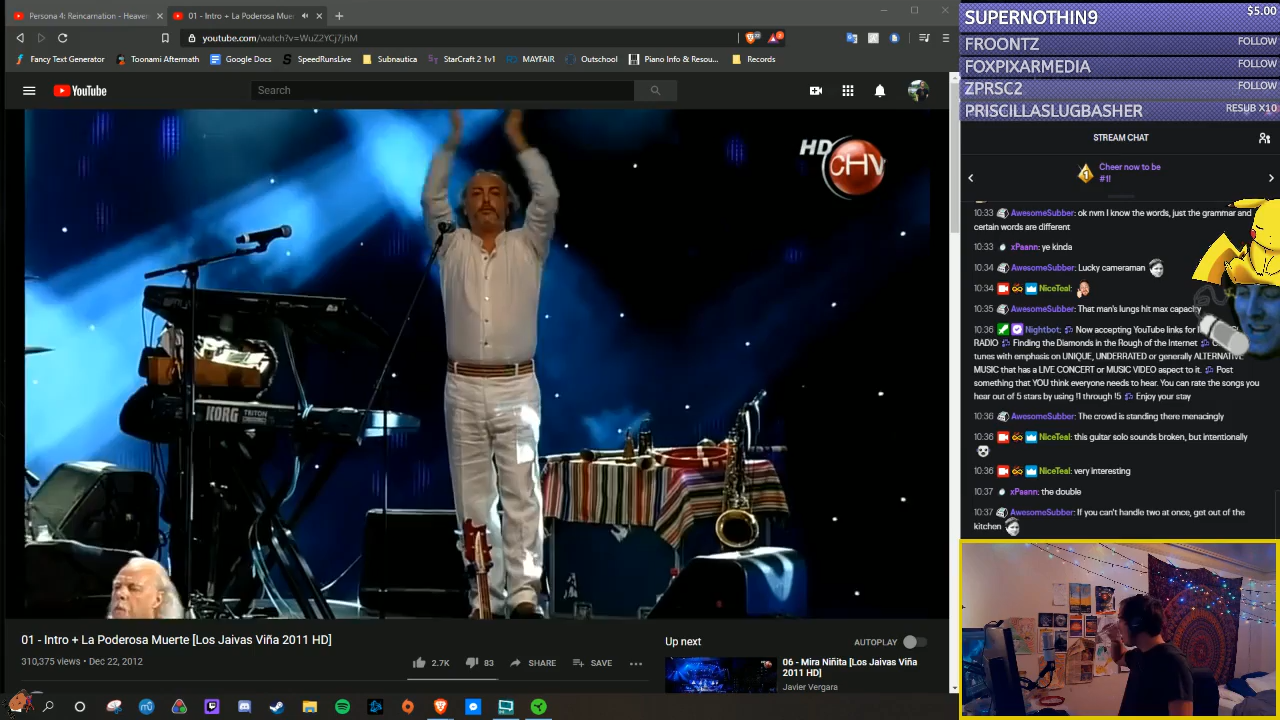 Persona 4: Reincarnation - Heaven
01 - Intro + La Poderosa Muer
youtube.com/watch?v=WuZ2YCj7jhM
Fancy Text Generator
Toonami Aftermath
Google Docs
SpeedRunsLive
Subnautica
StarCraft 2 1v1
MAYFAIR
Outschool
Piano Info & Resou...
Records
YouTube
Search
HD CHV
KORG TRITON
01 - Intro + La Poderosa Muerte [Los Jaivas Viña 2011 HD]
310,375 views • Dec 22, 2012
2.7K
83
SHARE
SAVE
Up next
AUTOPLAY
06 - Mira Niñita [Los Jaivas Viña
2011 HD]
Javier Vergara
SUPERNOTHIN9 $5.00
FROONTZ FOLLOW
FOXPIXARMEDIA FOLLOW
ZPRSC2 FOLLOW
PRISCILLASLUGBASHER RESUB X10
STREAM CHAT
1
Cheer now to be
#1!
10:33 AwesomeSubber: ok nvm I know the words, just the grammar and
certain words are different
10:33 xPaann: ye kinda
10:34 AwesomeSubber: Lucky cameraman
10:34 NiceTeal:
10:35 AwesomeSubber: That man's lungs hit max capacity
10:36 Nightbot: Now accepting YouTube links for
RADIO Finding the Diamonds in the Rough of the Internet
tunes with emphasis on UNIQUE, UNDERRATED or generally ALTERNATIVE
MUSIC that has a LIVE CONCERT or MUSIC VIDEO aspect to it. Post
something that YOU think everyone needs to hear. You can rate the songs you
hear out of 5 stars by using !1 through !5 Enjoy your stay
10:36 AwesomeSubber: The crowd is standing there menacingly
10:36 NiceTeal: this guitar solo sounds broken, but intentionally
10:36 NiceTeal: very interesting
10:37 xPaann: the double
10:37 AwesomeSubber: If you can't handle two at once, get out of the
kitchen